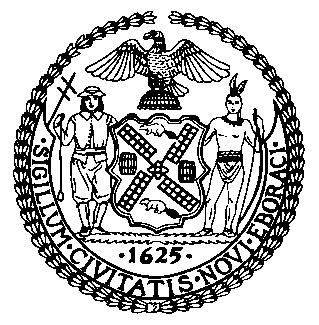 · 1625 ·
· SIGILLUM · CIVITATIS · NOVI · EBORACI ·